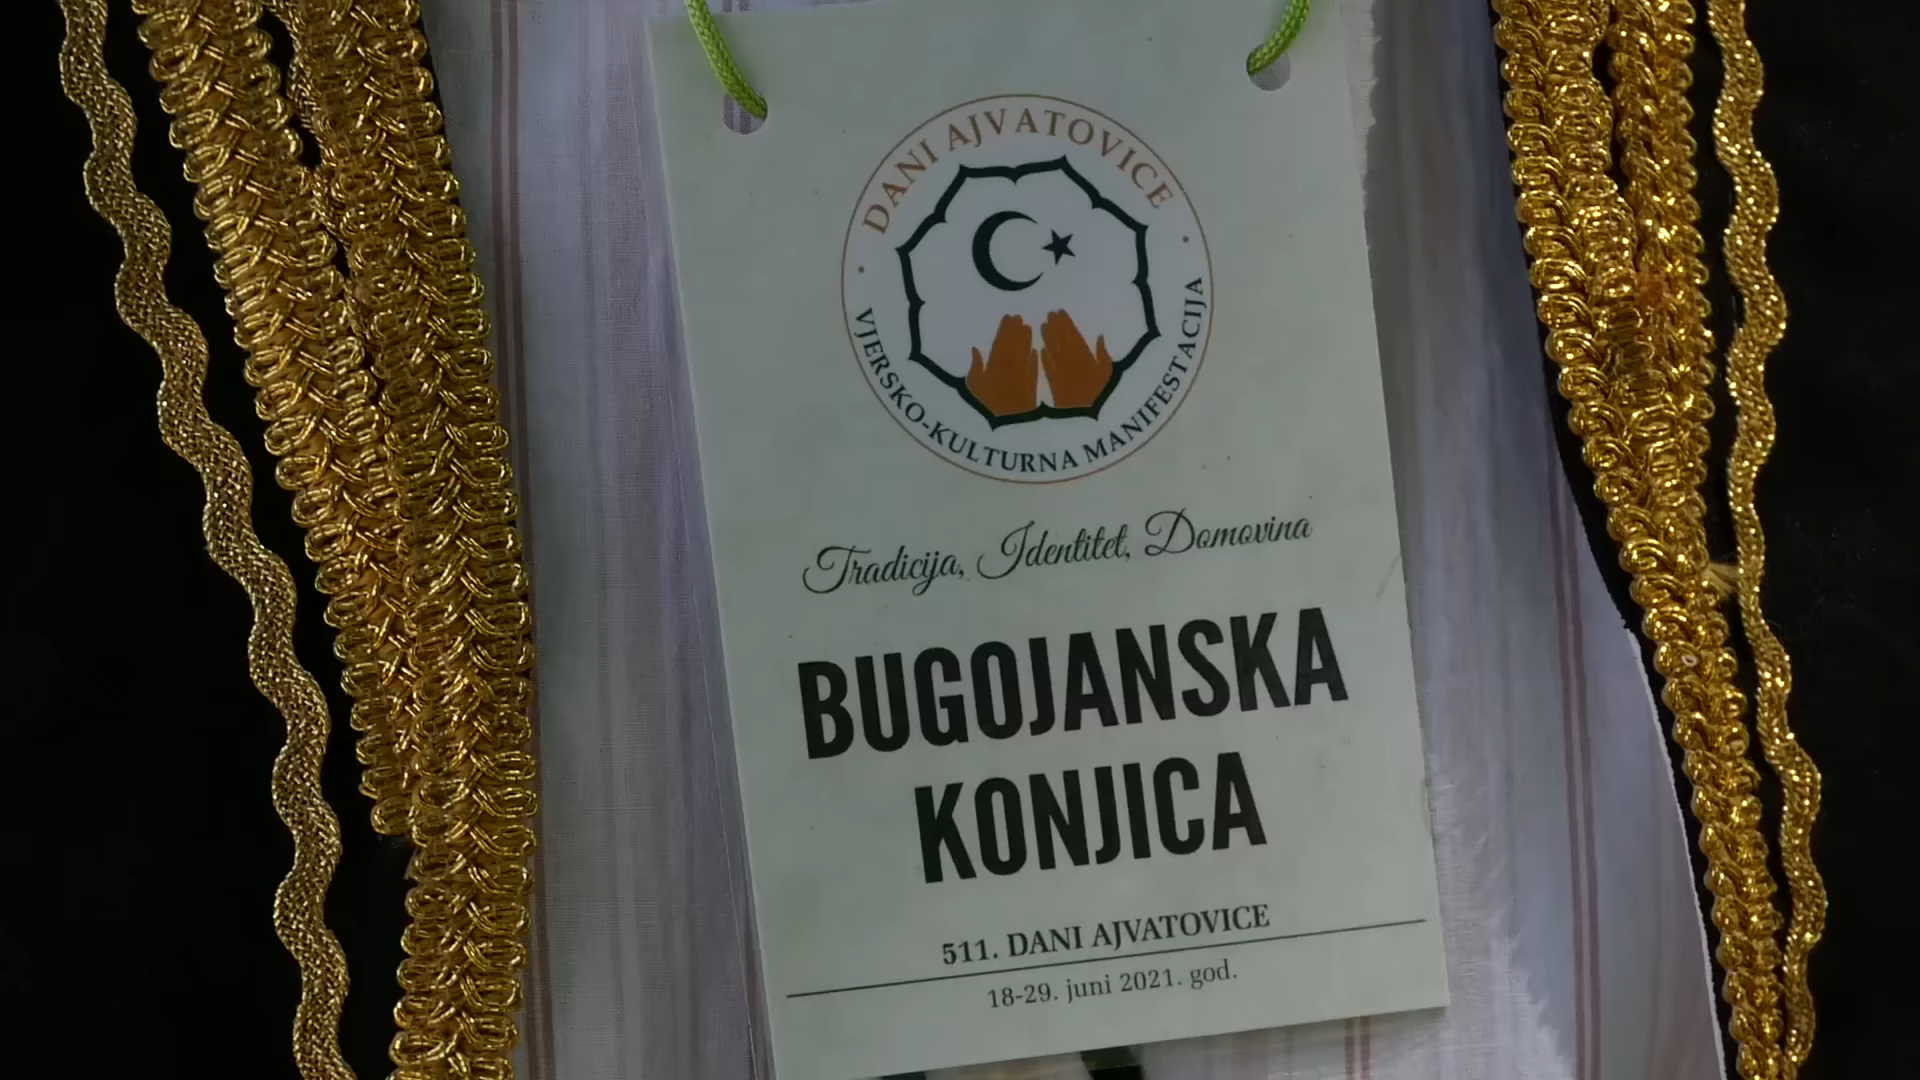 DANI AJVATOVICE
VJERSKO-KULTURNA MANIFESTACIJA
Tradicija, Identitet, Domovina
BUGOJANSKA
KONJICA
511. DANI AJVATOVICE
18-29. juni 2021. god.